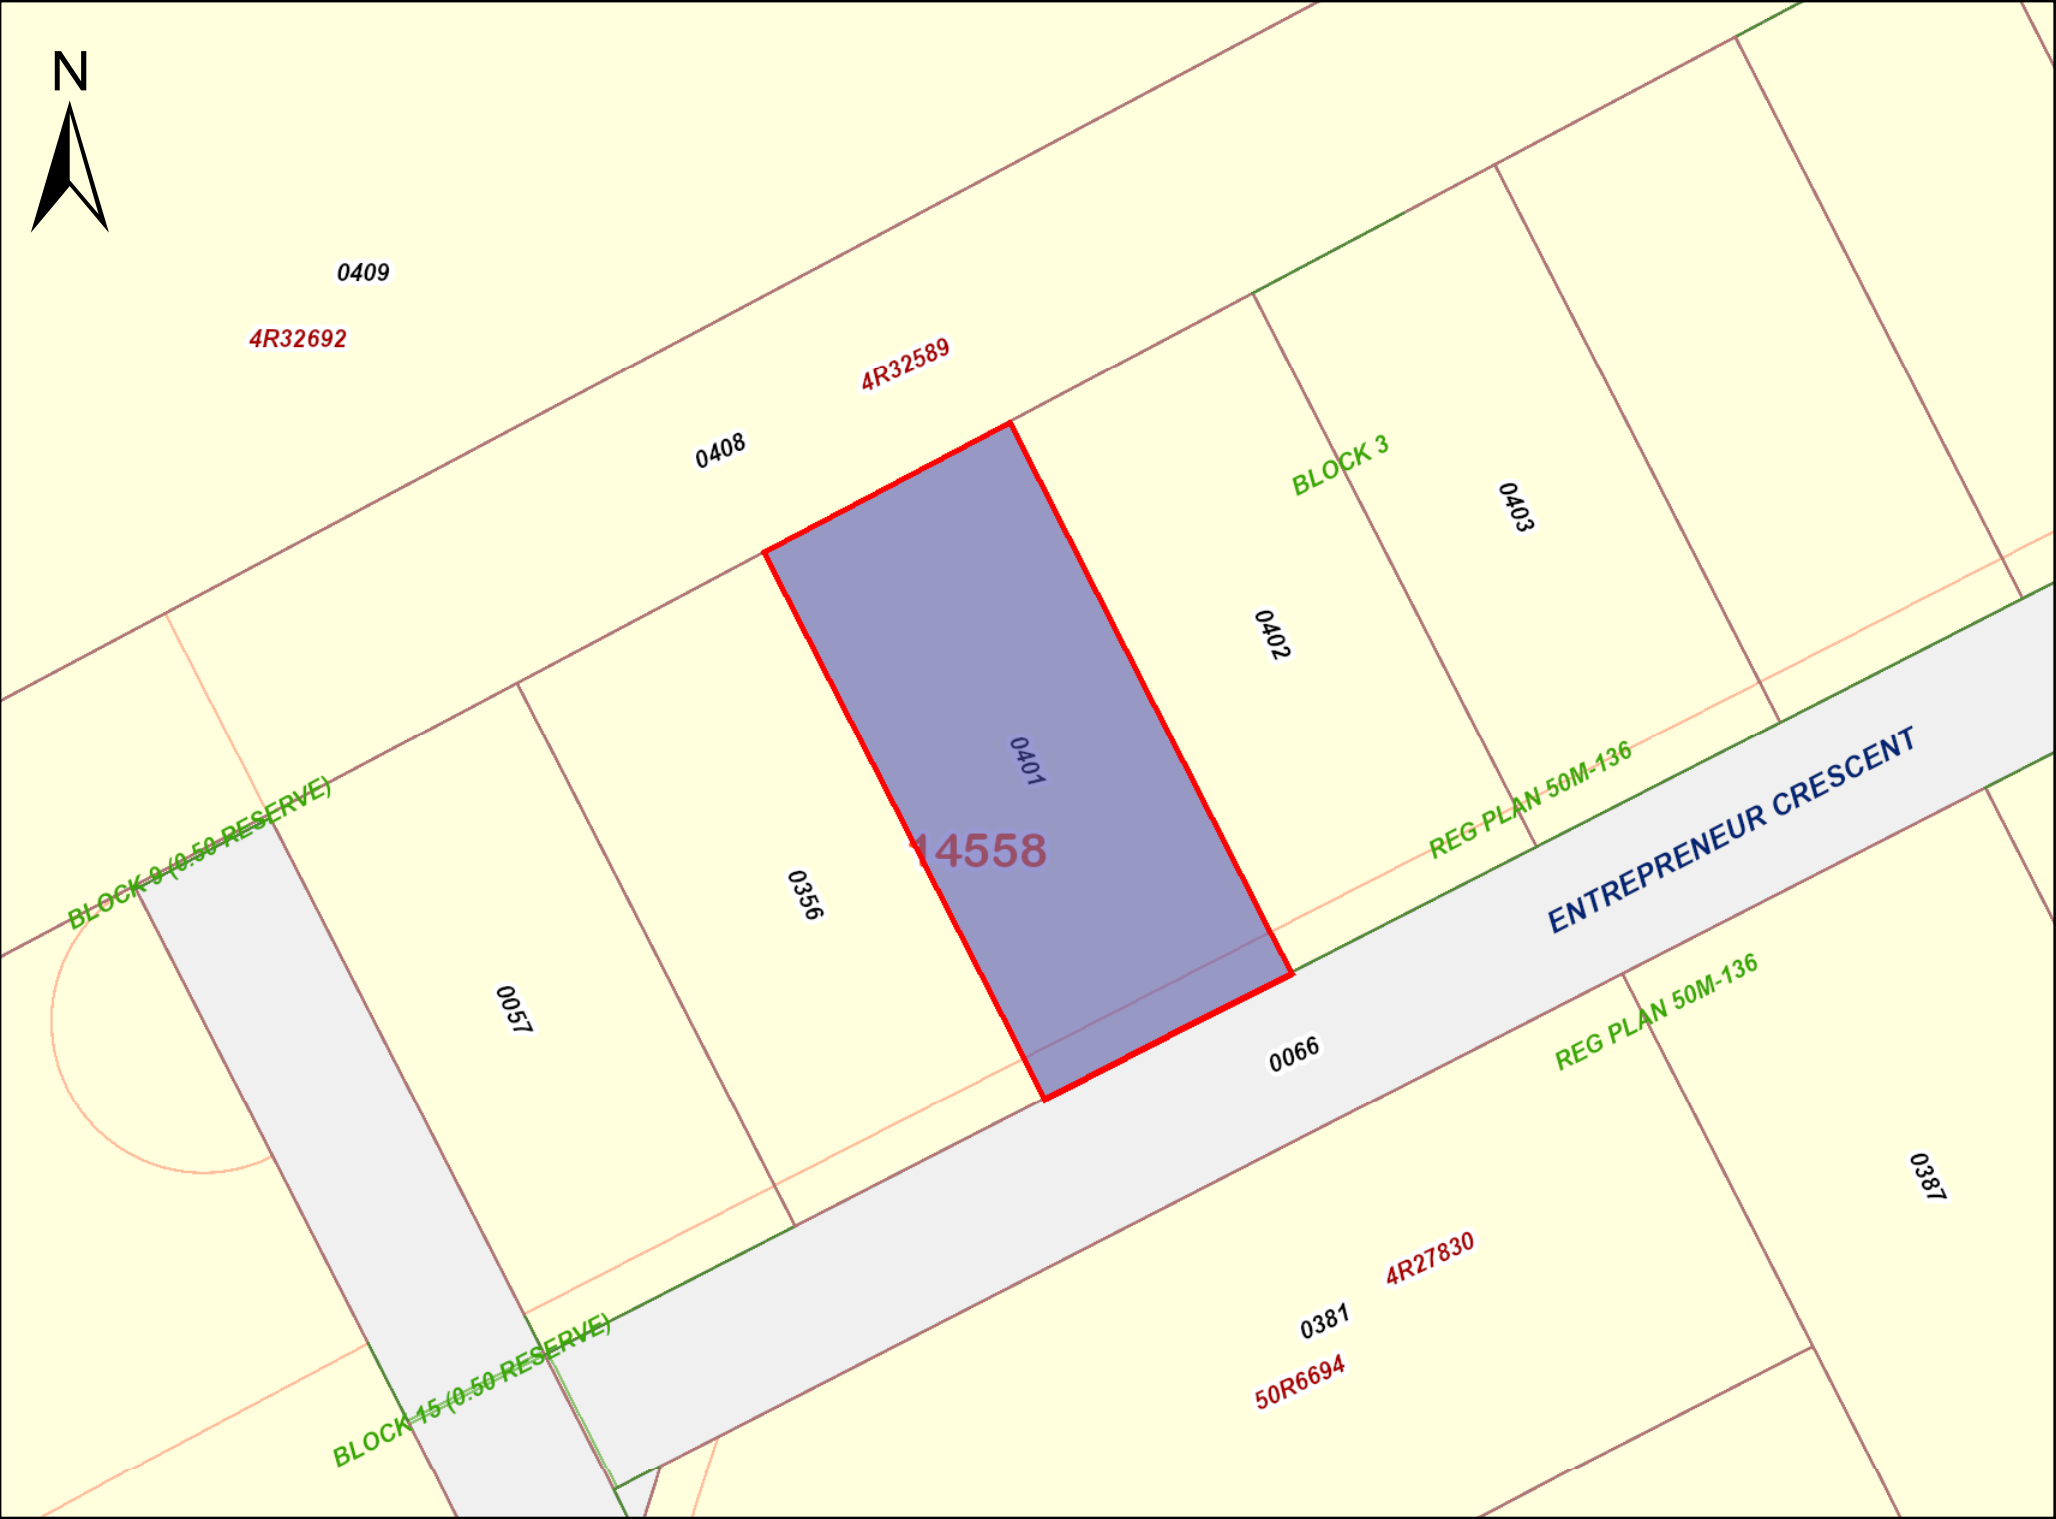 N
0409
4R32692
4R32589
0408
BLOCK 3
0403
0402
0401
14558
REG PLAN 50M-136
ENTREPRENEUR CRESCENT
BLOCK 9 (0.50 RESERVE)
0356
0057
REG PLAN 50M-136
0066
0387
4R27830
0381
50R6694
BLOCK 15 (0.50 RESERVE)